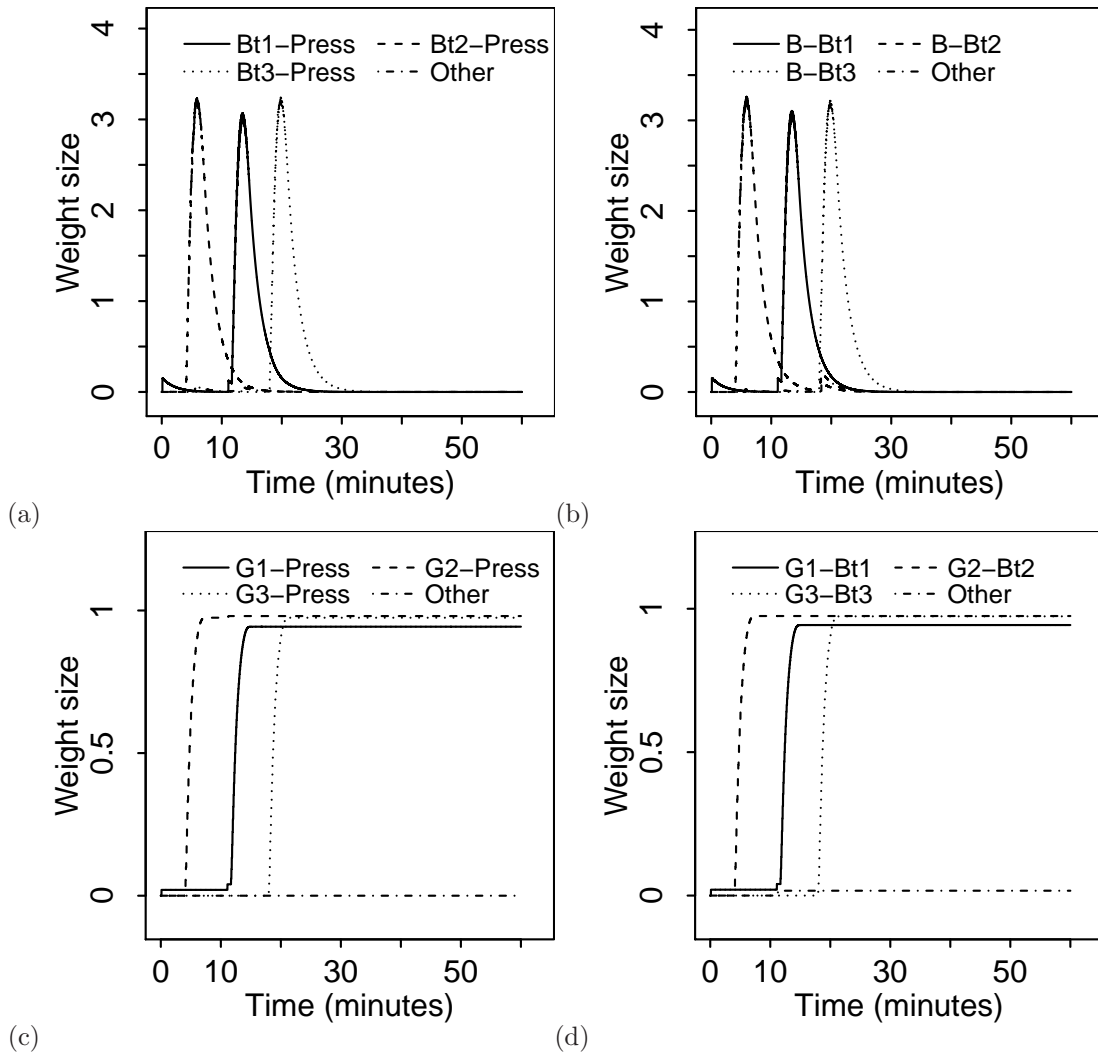 Bt1−Press Bt2−Press
Bt3−Press Other
Weight size
0 1 2 3 4
0 10 30 50
Time (minutes)
(a)
B−Bt1 B−Bt2
B−Bt3 Other
Weight size
0 1 2 3 4
0 10 30 50
Time (minutes)
(b)
G1−Press G2−Press
G3−Press Other
Weight size
0 0.5 1
0 10 30 50
Time (minutes)
(c)
G1−Bt1 G2−Bt2
G3−Bt3 Other
Weight size
0 0.5 1
0 10 30 50
Time (minutes)
(d)